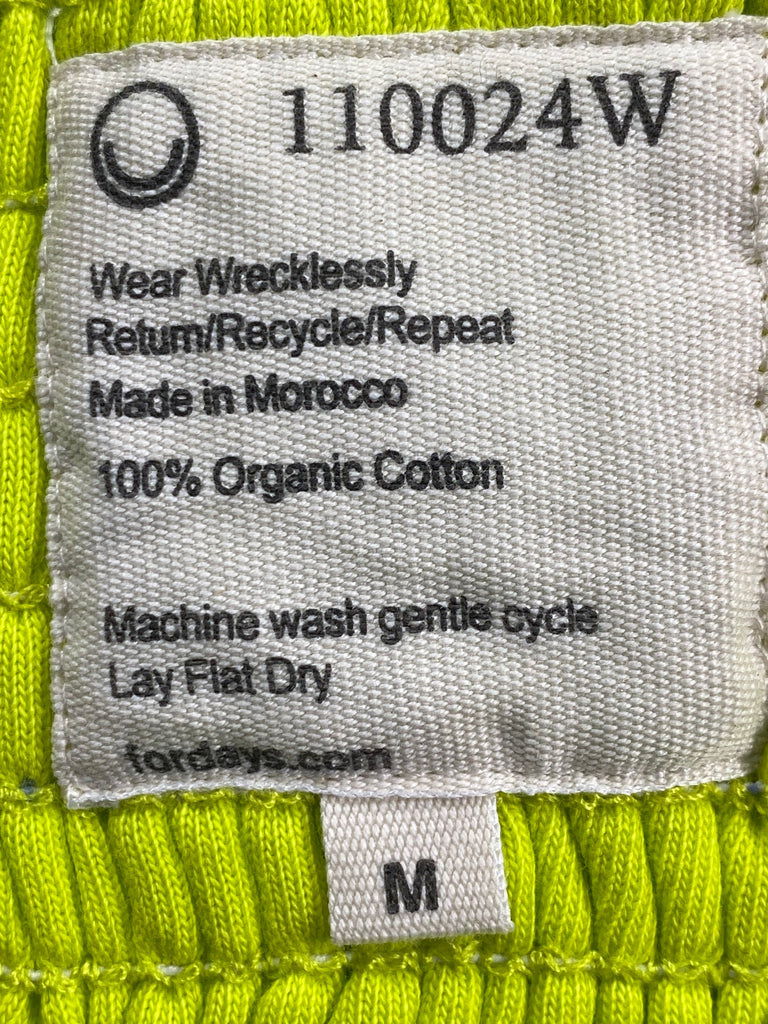 110024W
Wear Wrecklessly
Return/Recycle/Repeat
Made in Morocco
100% Organic Cotton
Machine wash gentle cycle
Lay Flat Dry
fordays.com
M